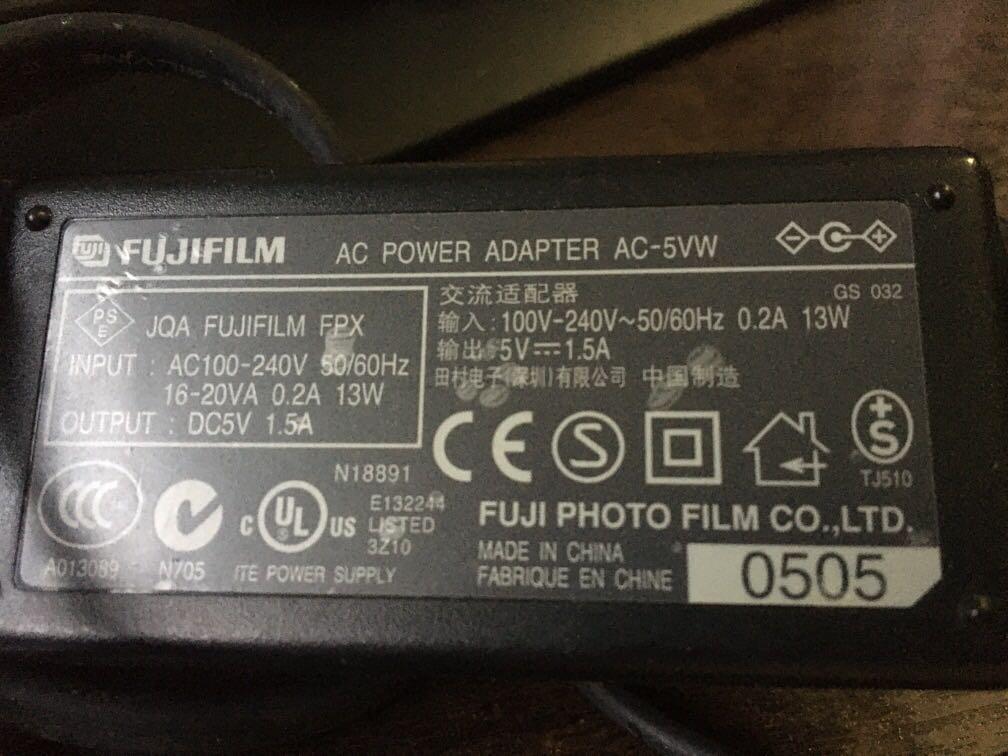 FUJI FUJIFILM AC POWER ADAPTER AC-5VW
PS
E
JQA FUJIFILM FPX
INPUT : AC100-240V 50/60Hz
16-20VA 0.2A 13W
OUTPUT : DC5V 1.5A
交流适配器 GS 032
输入:100V-240V~50/60Hz 0.2A 13W
输出:5V⎓1.5A
田村电子(深圳)有限公司 中国制造
CE S +S
TJ510
N18891
CCC
A013089
N705
C UL US
E132244
LISTED
3Z10
ITE POWER SUPPLY
FUJI PHOTO FILM CO.,LTD.
MADE IN CHINA
FABRIQUE EN CHINE
0505